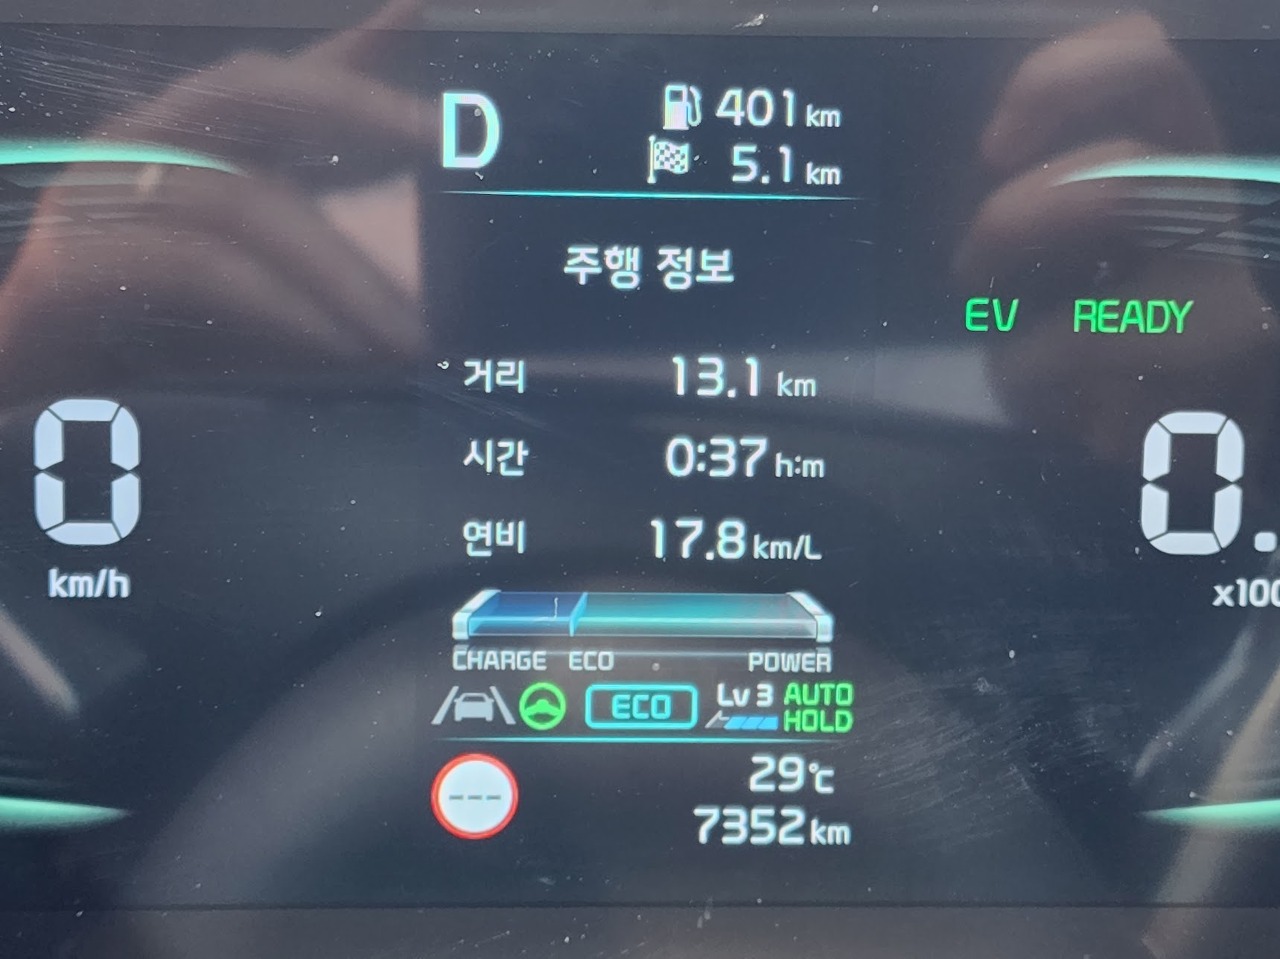 D
401 km
5.1 km
주행 정보
EV READY
거리 13.1 km
시간 0:37 h:m
연비 17.8 km/L
0
km/h
0.
x100
CHARGE ECO POWER
ECO
Lv 3
AUTO
HOLD
---
29℃
7352 km